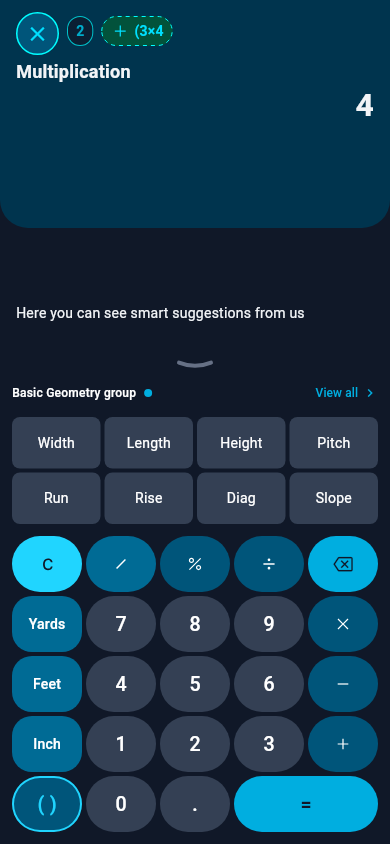 × 2 + (3×4
Multiplication
4
Here you can see smart suggestions from us
Basic Geometry group View all >
Width Length Height Pitch
Run Rise Diag Slope
C / % ÷
Yards 7 8 9 ×
Feet 4 5 6 −
Inch 1 2 3 +
( ) 0 . =